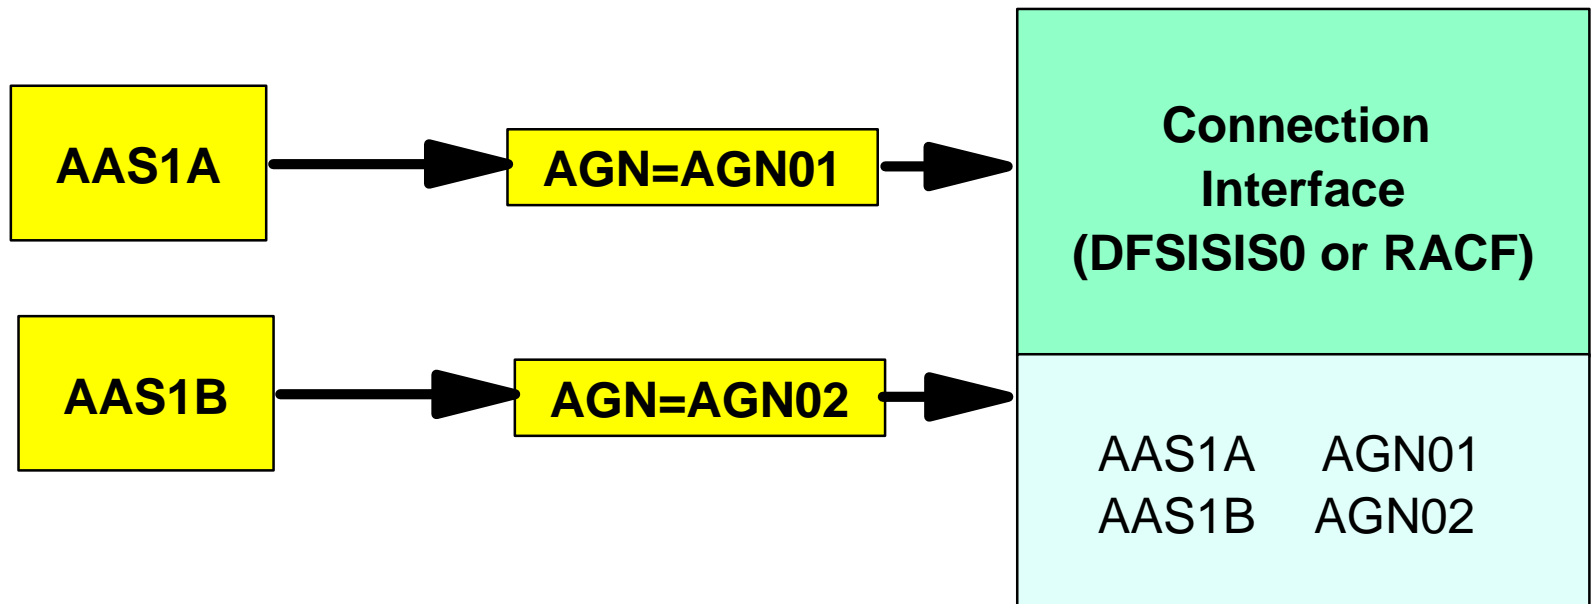 AAS1A
AGN=AGN01
AAS1B
AGN=AGN02
Connection
Interface
(DFSISIS0 or RACF)
AAS1A AGN01
AAS1B AGN02